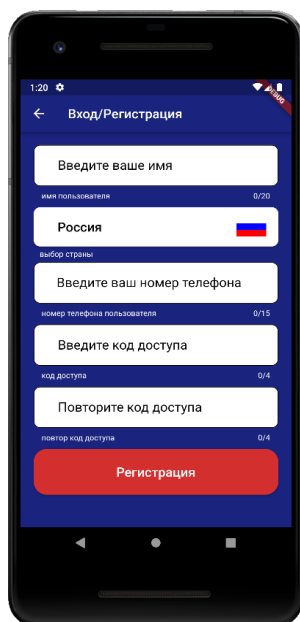 1:20
DEBUG
Вход/Регистрация
Введите ваше имя
имя пользователя 0/20
Россия
выбор страны
Введите ваш номер телефона
номер телефона пользователя 0/15
Введите код доступа
код доступа 0/4
Повторите код доступа
повтор код доступа 0/4
Регистрация